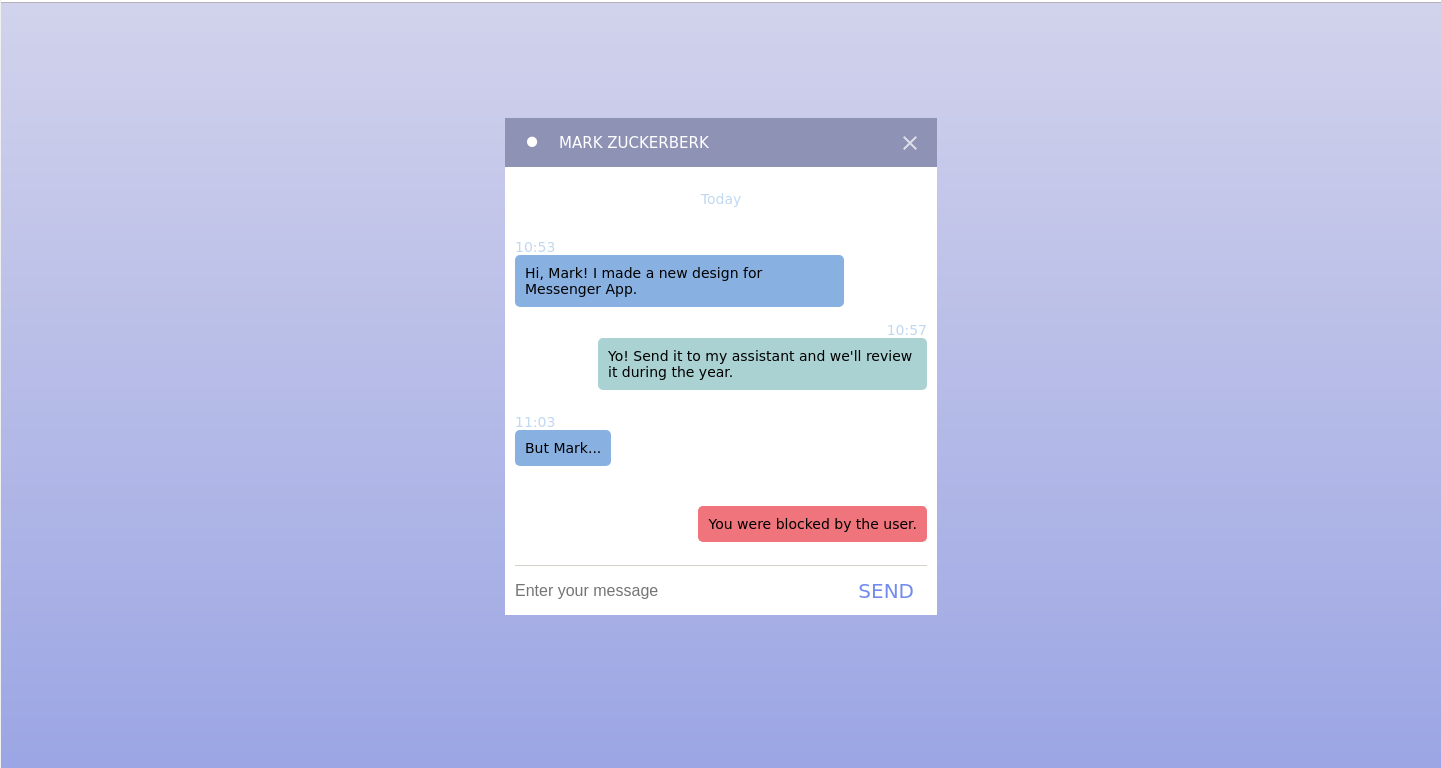 MARK ZUCKERBERK
Today
10:53
Hi, Mark! I made a new design for
Messenger App.
10:57
Yo! Send it to my assistant and we'll review
it during the year.
11:03
But Mark...
You were blocked by the user.
Enter your message
SEND